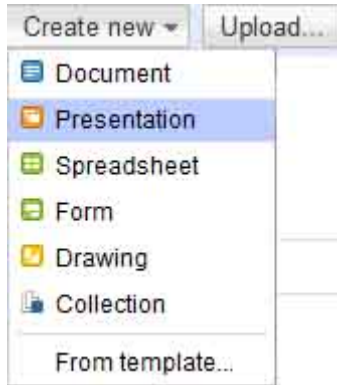 Create new Upload...
Document
Presentation
Spreadsheet
Form
Drawing
Collection
From template...